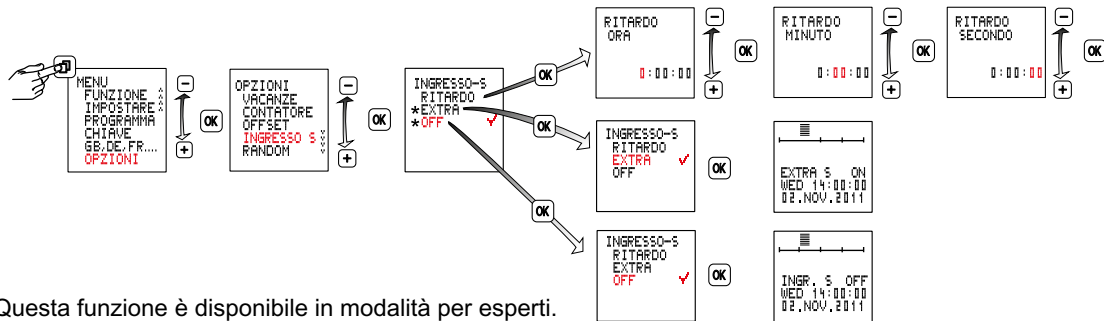 MENU
FUNZIONE
IMPOSTARE
PROGRAMMA
CHIAVE
GB,DE,FR....
OPZIONI
−
+
OK
OPZIONI
VACANZE
CONTATORE
OFFSET
INGRESSO S
RANDOM
−
+
OK
INGRESSO-S
RITARDO
*EXTRA
*OFF ✓
OK
OK
OK
RITARDO
ORA
0:00:00
−
+
OK
RITARDO
MINUTO
0:00:00
−
+
OK
RITARDO
SECONDO
0:00:00
−
+
OK
INGRESSO-S
RITARDO
EXTRA ✓
OFF
OK
EXTRA S ON
WED 14:00:00
02.NOV.2011
INGRESSO-S
RITARDO
EXTRA
OFF ✓
OK
INGR. S OFF
WED 14:00:00
02.NOV.2011
Questa funzione è disponibile in modalità per esperti.